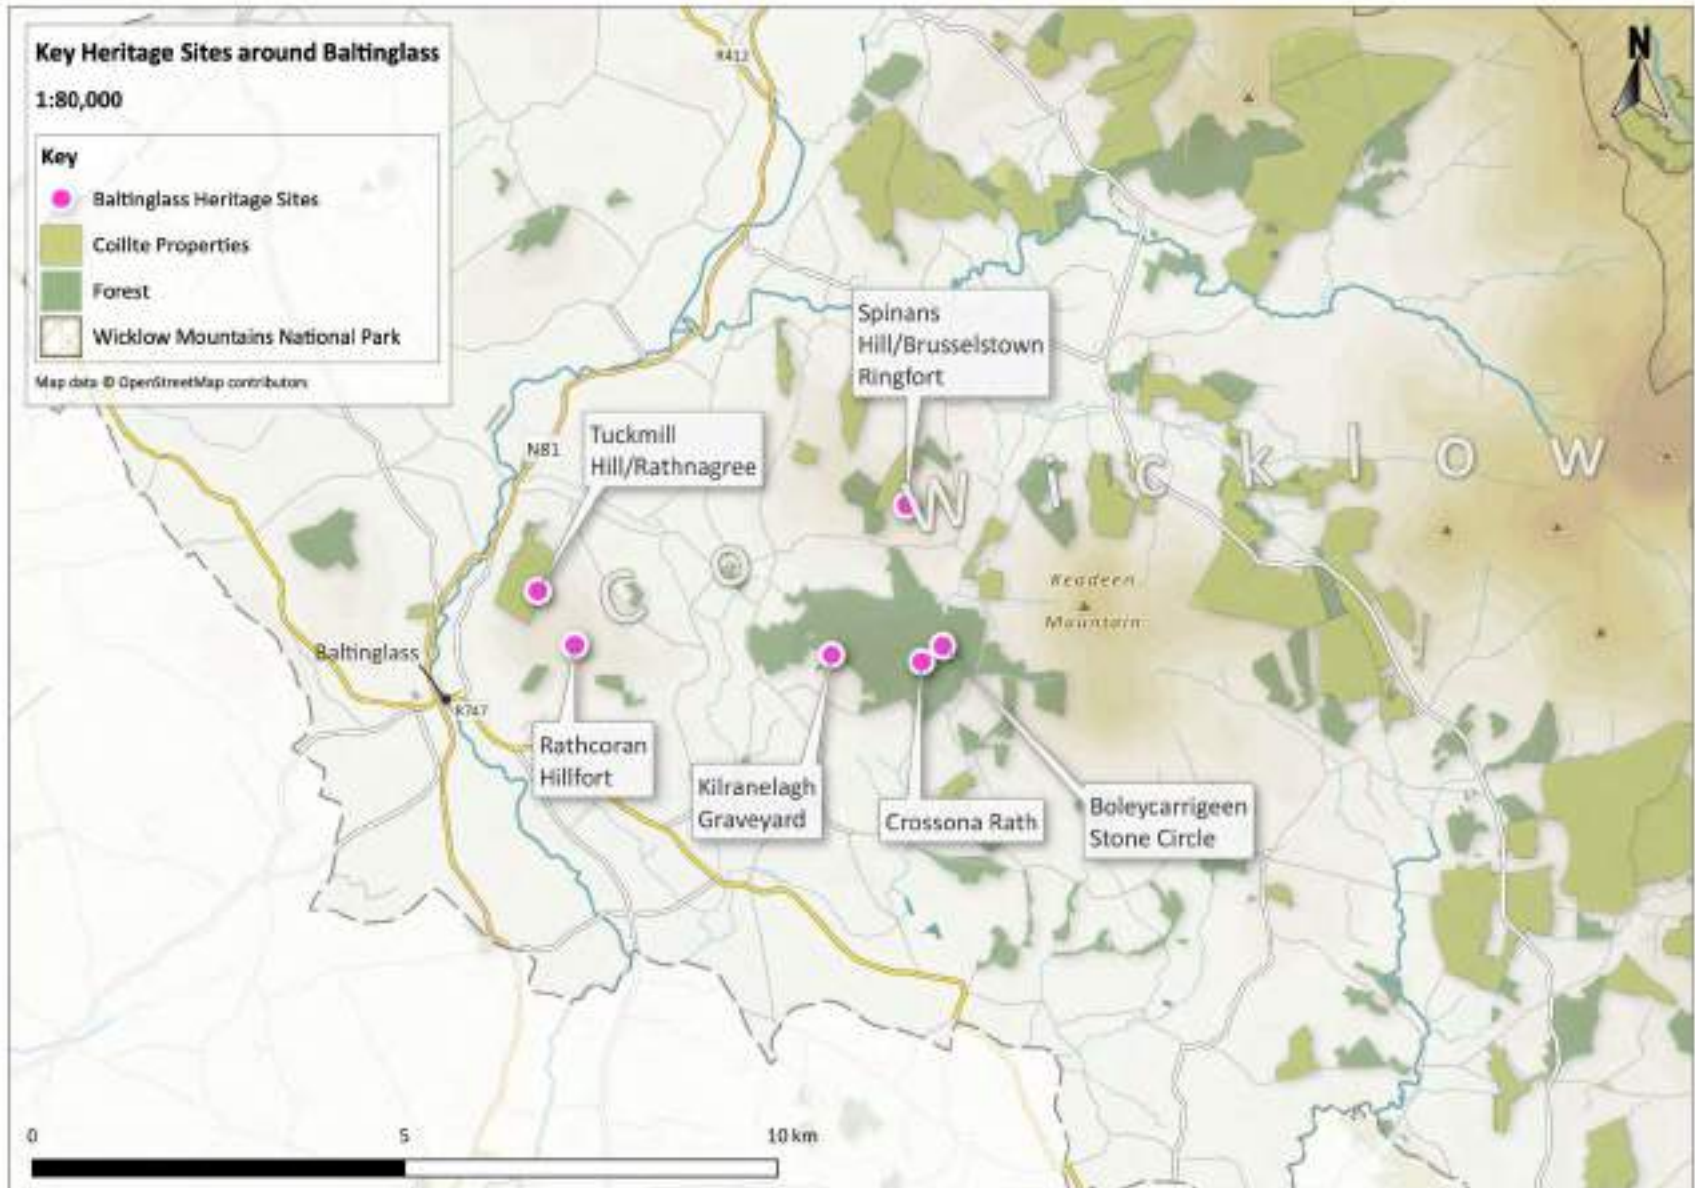 Key Heritage Sites around Baltinglass
1:80,000
Key
Baltinglass Heritage Sites
Coillte Properties
Forest
Wicklow Mountains National Park
Map data © OpenStreetMap contributors
N
R412
Spinans
Hill/Brusselstown
Ringfort
Tuckmill
Hill/Rathnagree
N81
Co
Wicklow
Keadeen
Mountain
Baltinglass
R747
Rathcoran
Hillfort
Kilranelagh
Graveyard
Crossona Rath
Boleycarrigeen
Stone Circle
0 5 10 km